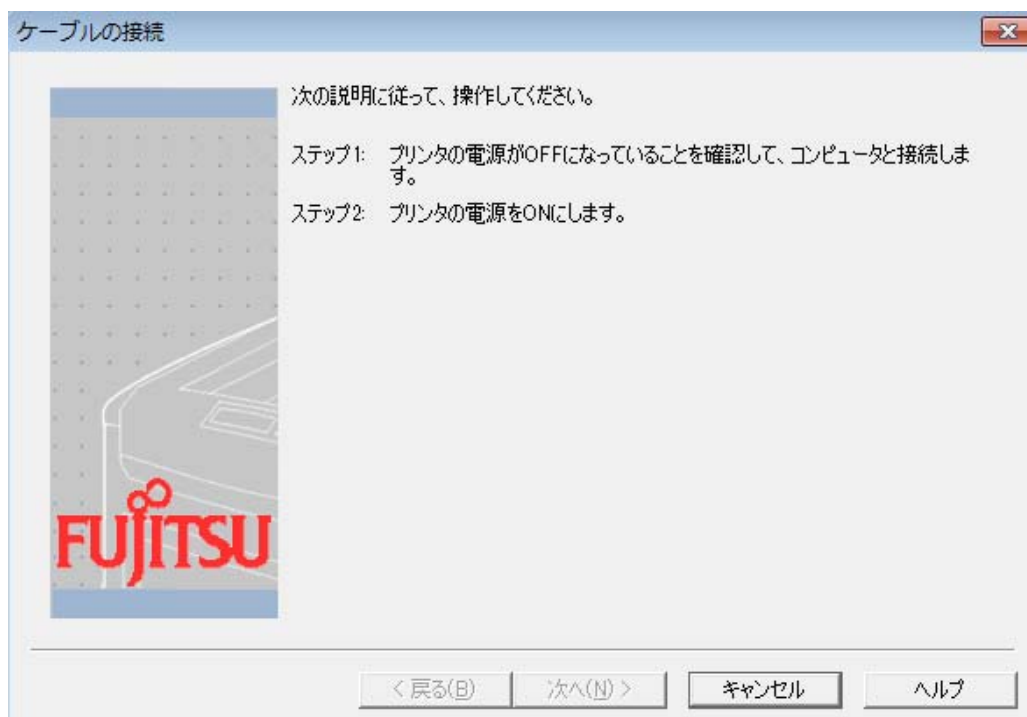 ケーブルの接続
次の説明に従って、操作してください。
ステップ1: プリンタの電源がOFFになっていることを確認して、コンピュータと接続しま
す。
ステップ2: プリンタの電源をONにします。
FUJITSU
< 戻る(B) 次へ(N) > キャンセル ヘルプ